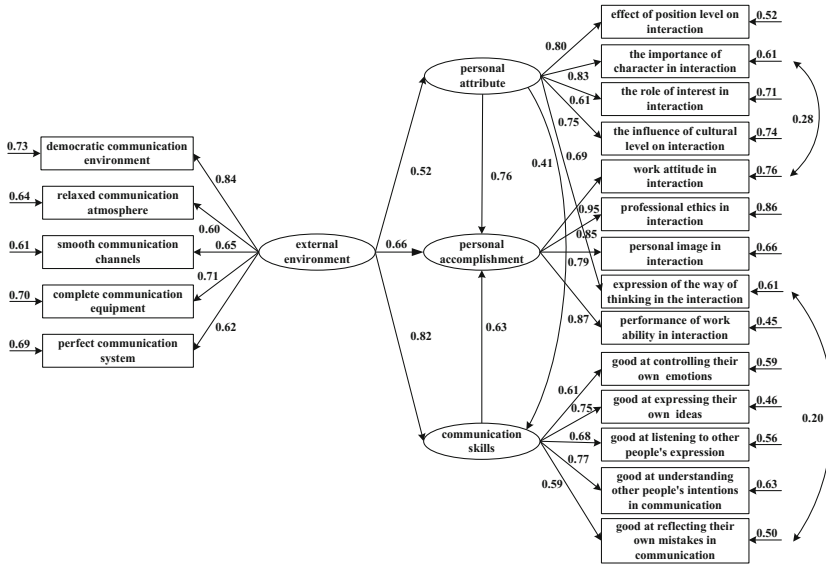 effect of position level on
interaction
0.52
0.80
the importance of
character in interaction
0.61
personal
attribute
0.83
the role of interest in
interaction
0.71
0.61
0.28
0.75
the influence of cultural
level on interaction
0.74
0.73
democratic communication
environment
0.41
0.69
0.84
0.52
0.76
work attitude in
interaction
0.76
0.64
relaxed communication
atmosphere
0.95
professional ethics in
interaction
0.86
0.60
0.85
0.61
smooth communication
channels
0.65
external
environment
0.66
personal
accomplishment
personal image in
interaction
0.66
0.79
0.71
0.70
complete communication
equipment
expression of the way of
thinking in the interaction
0.61
0.62
0.87
performance of work
ability in interaction
0.45
0.69
perfect communication
system
0.82
0.63
good at controlling their
own emotions
0.59
0.61
good at expressing their
own ideas
0.46
0.75
0.20
communication
skills
0.68
good at listening to other
people's expression
0.56
0.77
good at understanding
other people's intentions
in communication
0.63
0.59
good at reflecting their
own mistakes in
communication
0.50